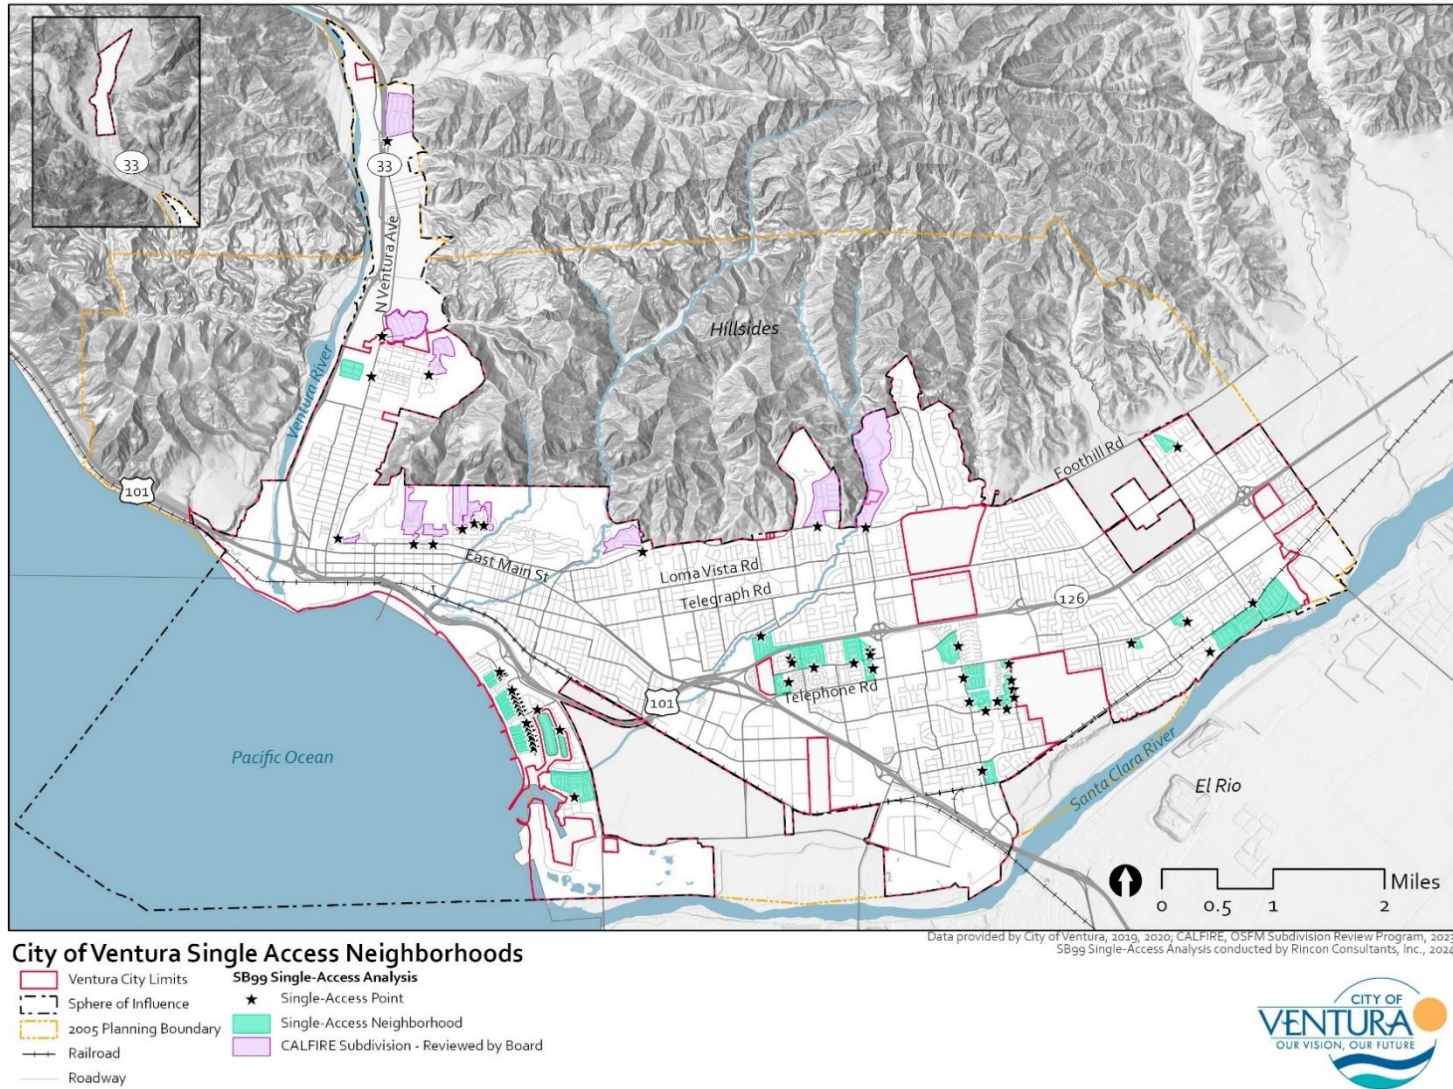 33
33
N Ventura Ave
Ventura River
Hillsides
Foothill Rd
101
East Main St
Loma Vista Rd
Telegraph Rd
126
101
Telephone Rd
Pacific Ocean
Santa Clara River
El Rio
Miles
0 0.5 1 2
Data provided by City of Ventura, 2019, 2020; CALFIRE, OSFM Subdivision Review Program, 2023
SB99 Single-Access Analysis conducted by Rincon Consultants, Inc., 2024
City of Ventura Single Access Neighborhoods
Ventura City Limits
Sphere of Influence
2005 Planning Boundary
Railroad
Roadway
SB99 Single-Access Analysis
Single-Access Point
Single-Access Neighborhood
CALFIRE Subdivision - Reviewed by Board
CITY OF
VENTURA
OUR VISION, OUR FUTURE